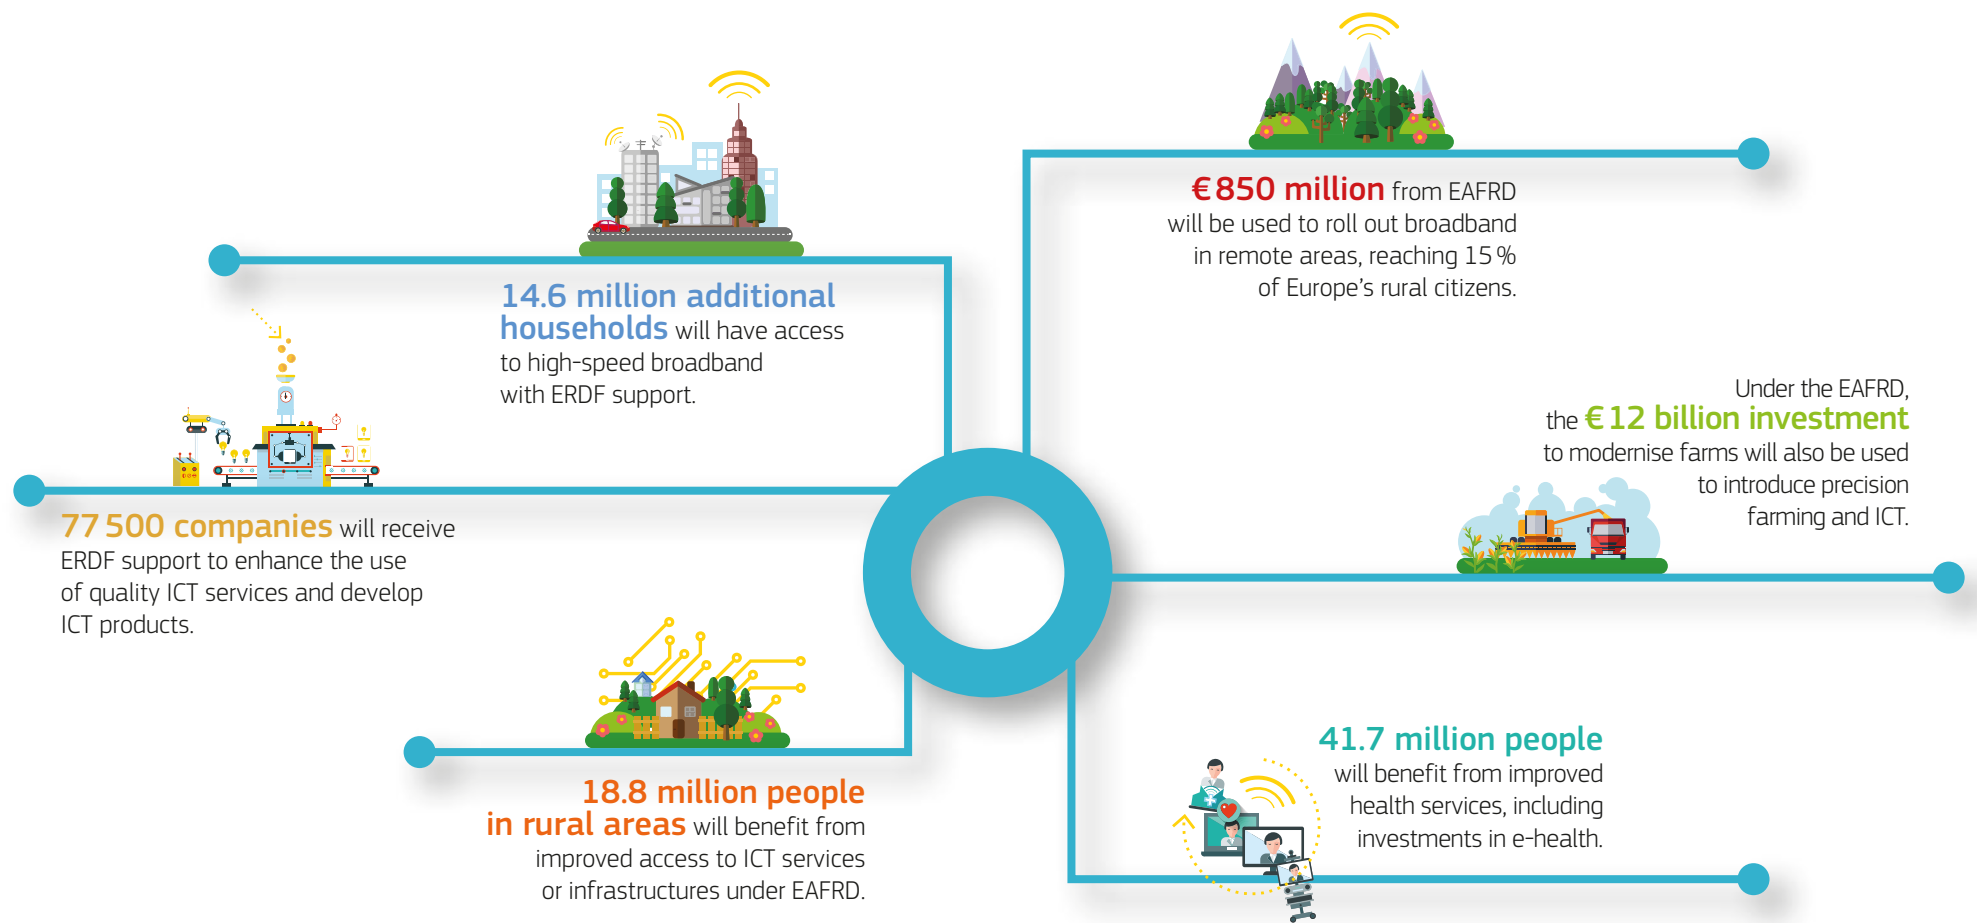 € 850 million from EAFRD
will be used to roll out broadband
in remote areas, reaching 15 %
of Europe’s rural citizens.
14.6 million additional
households will have access
to high-speed broadband
with ERDF support.
Under the EAFRD,
the € 12 billion investment
to modernise farms will also be used
to introduce precision
farming and ICT.
77 500 companies will receive
ERDF support to enhance the use
of quality ICT services and develop
ICT products.
18.8 million people
in rural areas will benefit from
improved access to ICT services
or infrastructures under EAFRD.
41.7 million people
will benefit from improved
health services, including
investments in e-health.